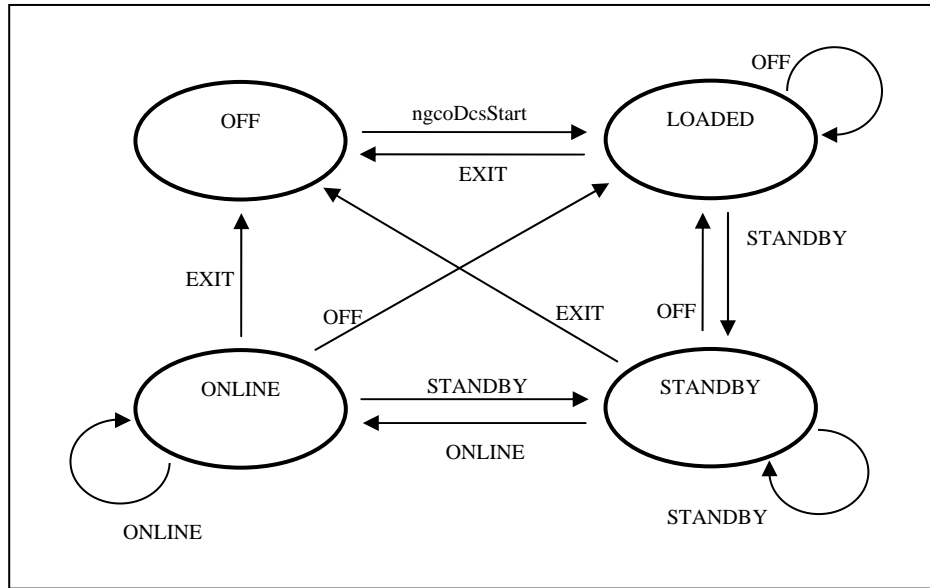 OFF
OFF
ngcoDcsStart
LOADED
EXIT
STANDBY
EXIT
OFF
EXIT
OFF
ONLINE
STANDBY
STANDBY
ONLINE
STANDBY
ONLINE